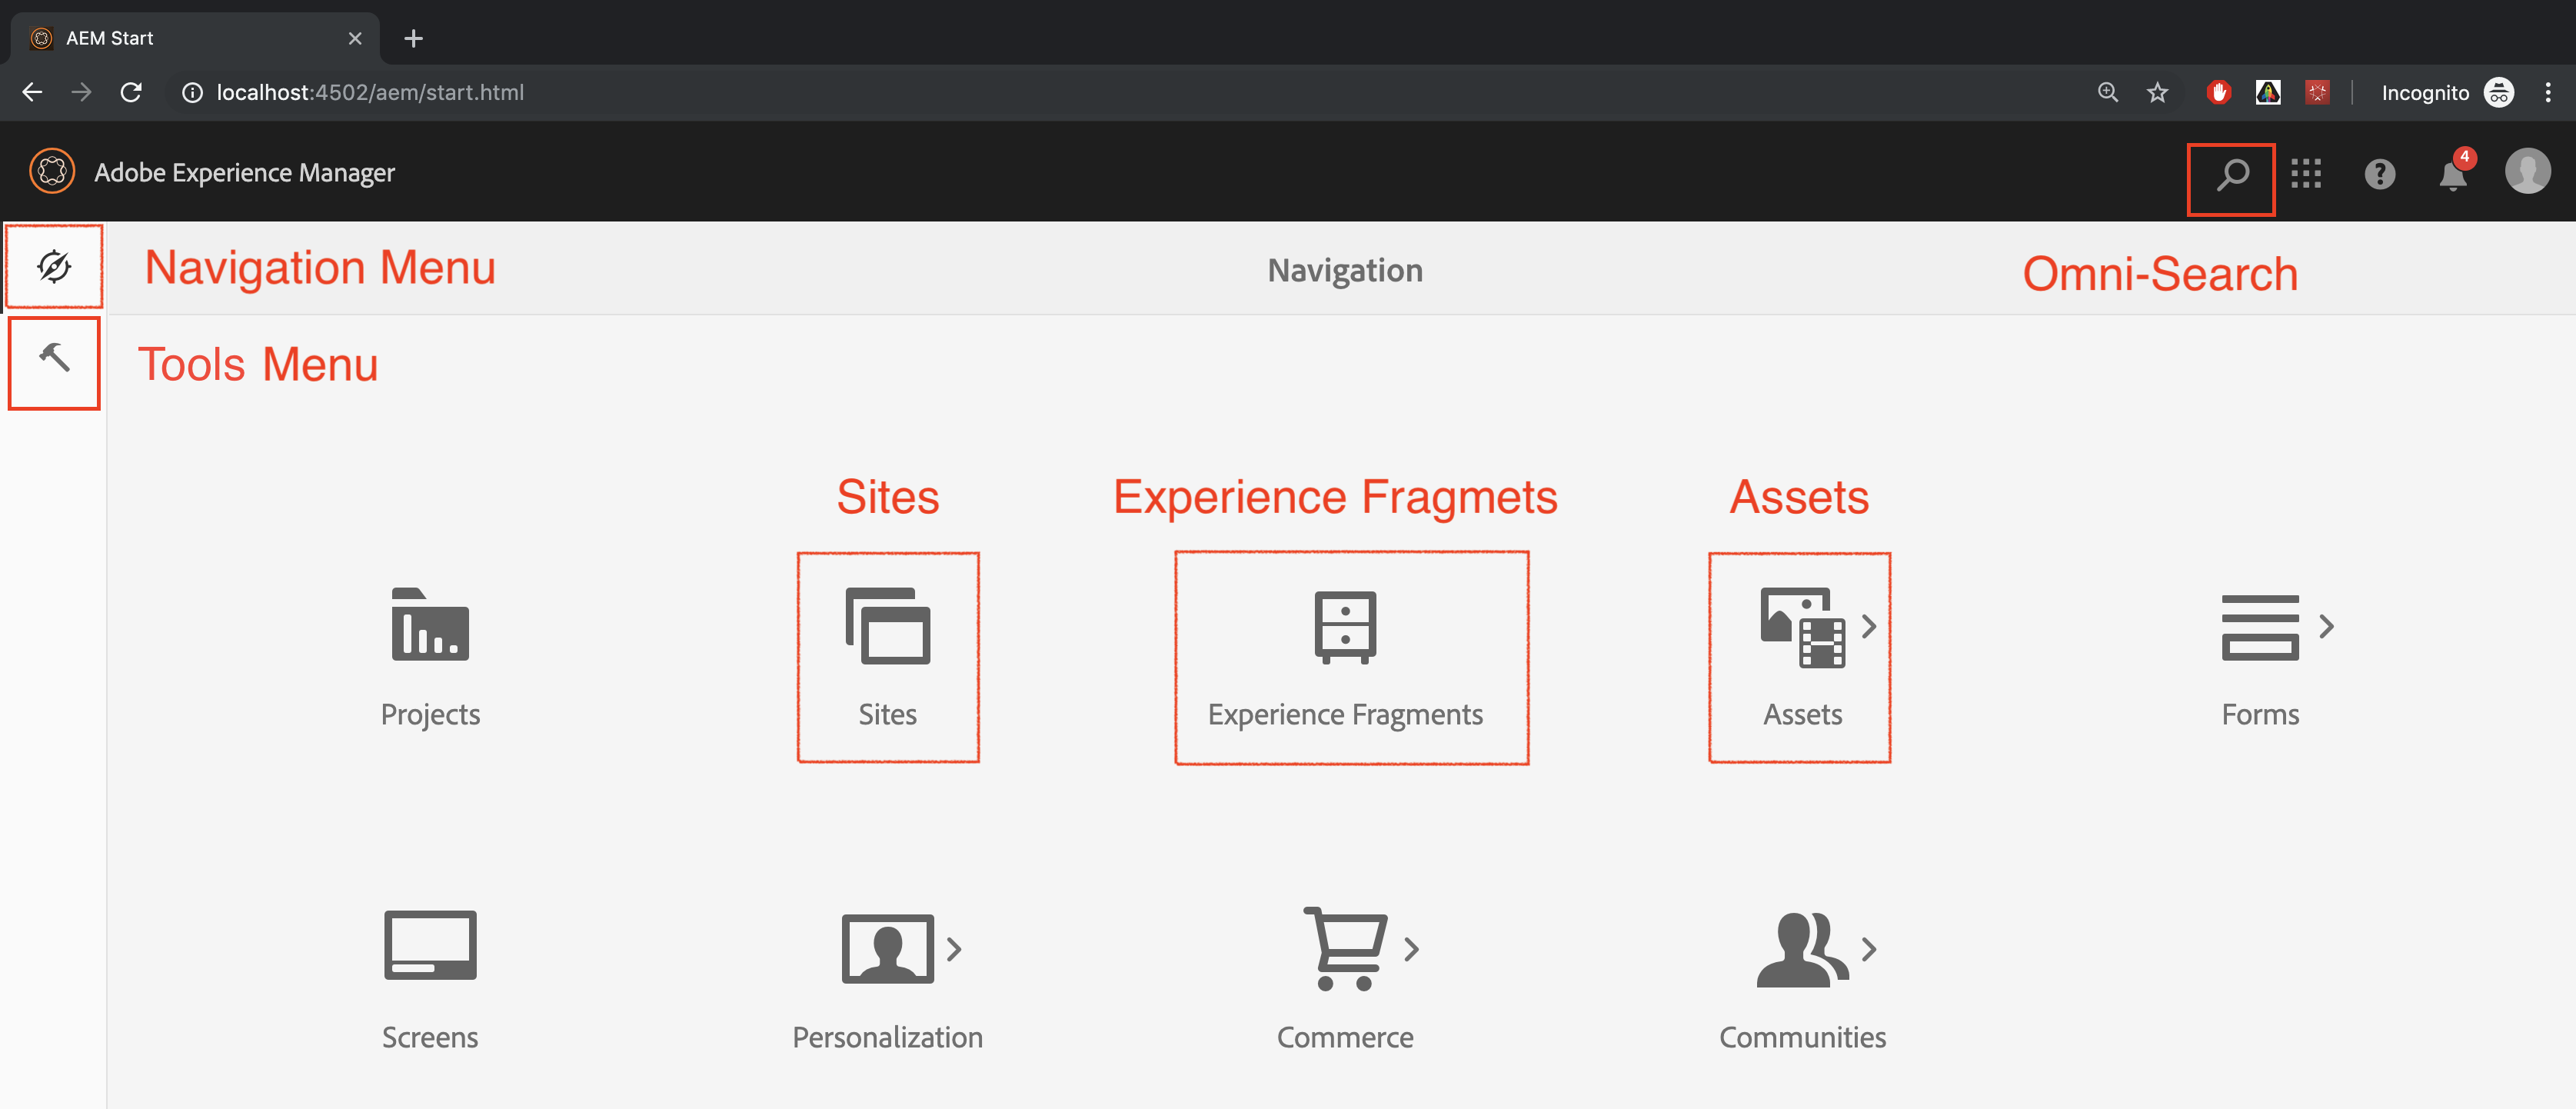 AEM Start
localhost:4502/aem/start.html
Incognito
Adobe Experience Manager
4
Navigation Menu
Navigation
Omni-Search
Tools Menu
Sites
Experience Fragmets
Assets
Projects
Sites
Experience Fragments
Assets
Forms
Screens
Personalization
Commerce
Communities